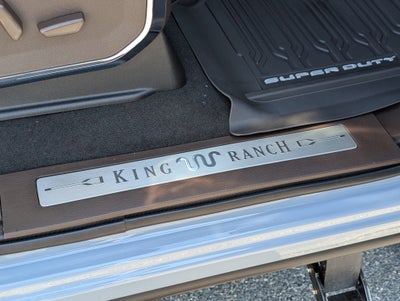 SUPER DUTY
KING RANCH